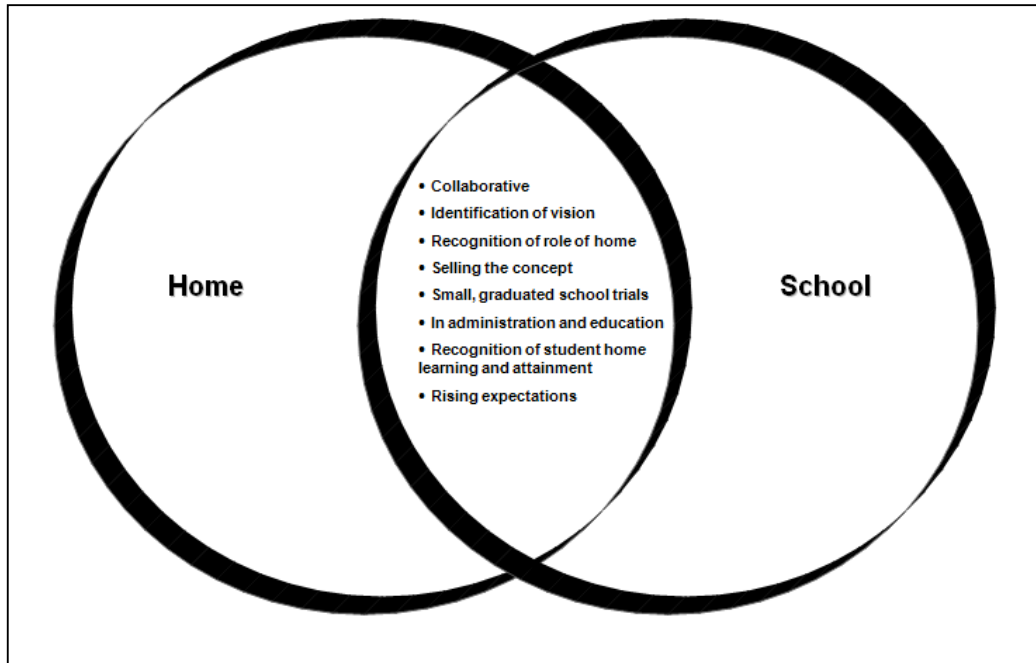 Home
• Collaborative
• Identification of vision
• Recognition of role of home
• Selling the concept
• Small, graduated school trials
• In administration and education
• Recognition of student home
learning and attainment
• Rising expectations
School